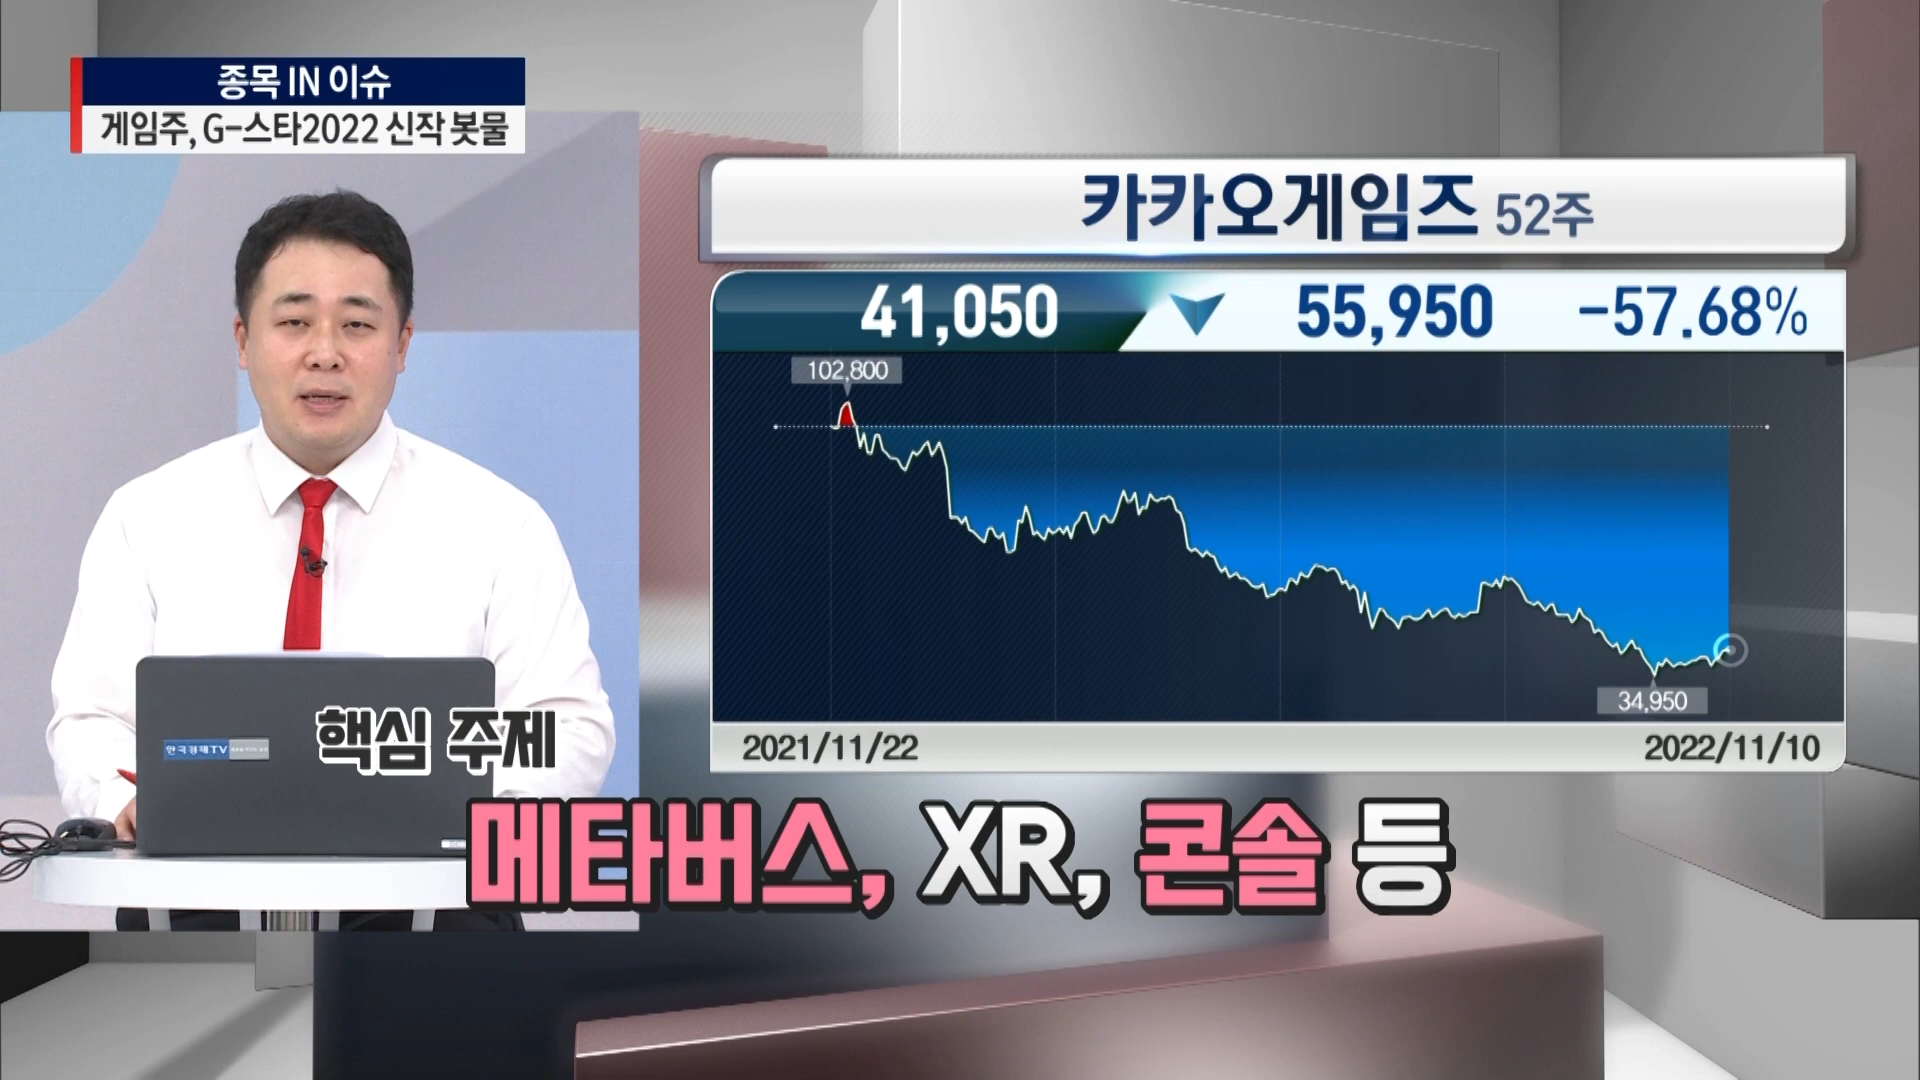 종목 IN 이슈
게임주, G-스타2022 신작 봇물
카카오게임즈 52주
41,050 55,950 -57.68%
102,800
34,950
2021/11/22 2022/11/10
한국경제TV
핵심 주제
메타버스, XR, 콘솔 등